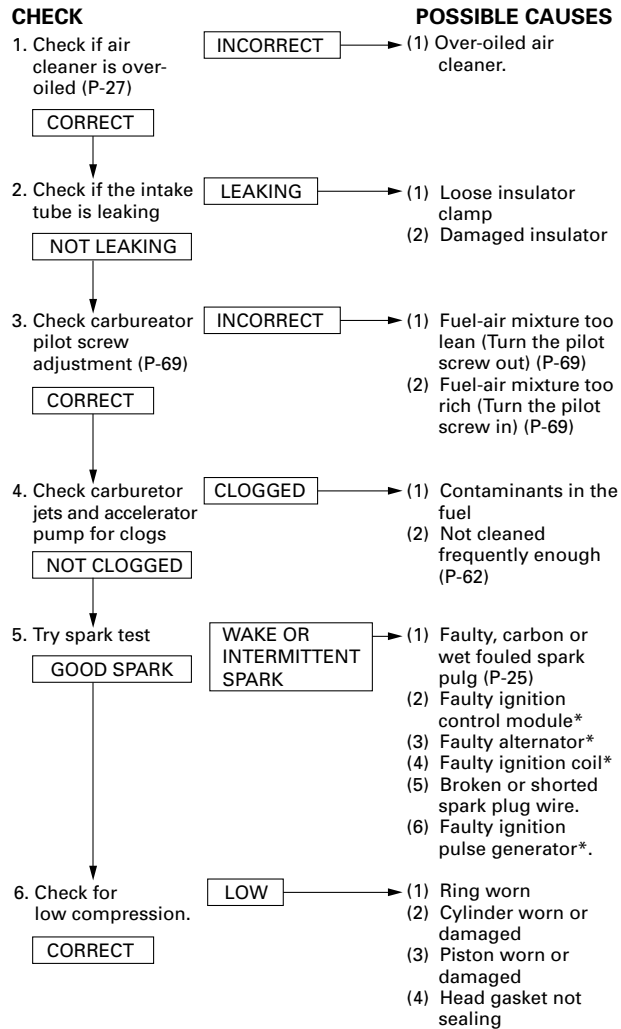 CHECK
POSSIBLE CAUSES
1. Check if air
cleaner is over-
oiled (P-27)
INCORRECT
(1) Over-oiled air
cleaner.
CORRECT
2. Check if the intake
tube is leaking
LEAKING
(1) Loose insulator
clamp
(2) Damaged insulator
NOT LEAKING
3. Check carbureator
pilot screw
adjustment (P-69)
INCORRECT
(1) Fuel-air mixture too
lean (Turn the pilot
screw out) (P-69)
(2) Fuel-air mixture too
rich (Turn the pilot
screw in) (P-69)
CORRECT
4. Check carburetor
jets and accelerator
pump for clogs
CLOGGED
(1) Contaminants in the
fuel
(2) Not cleaned
frequently enough
(P-62)
NOT CLOGGED
5. Try spark test
WAKE OR
INTERMITTENT
SPARK
(1) Faulty, carbon or
wet fouled spark
pulg (P-25)
(2) Faulty ignition
control module*
(3) Faulty alternator*
(4) Faulty ignition coil*
(5) Broken or shorted
spark plug wire.
(6) Faulty ignition
pulse generator*.
GOOD SPARK
6. Check for
low compression.
LOW
(1) Ring worn
(2) Cylinder worn or
damaged
(3) Piston worn or
damaged
(4) Head gasket not
sealing
CORRECT